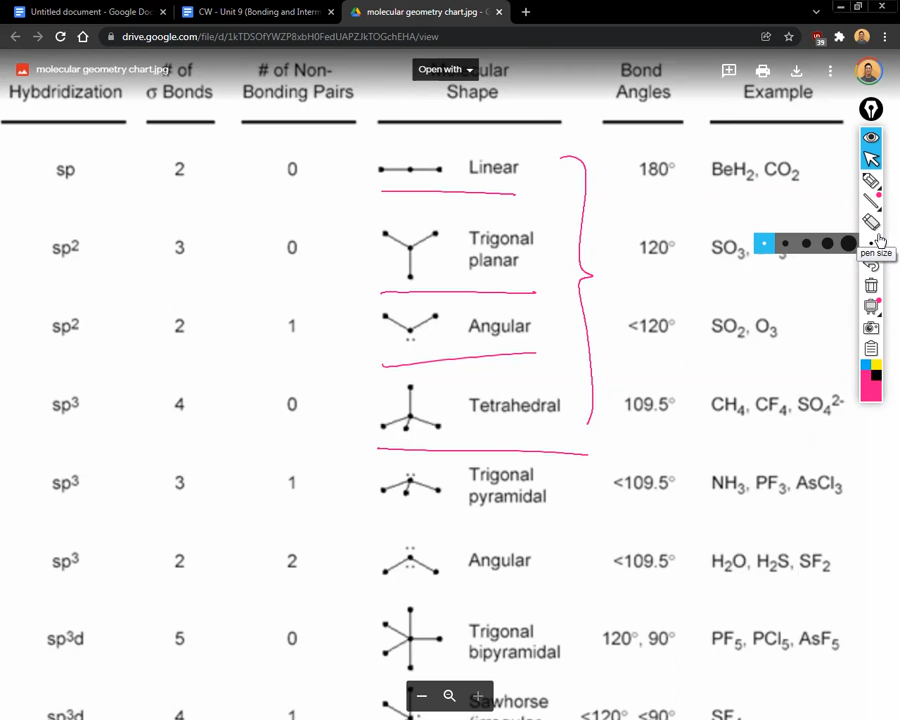 Untitled document - Google Doc
CW - Unit 9 (Bonding and Interm
molecular geometry chart.jpg - G
drive.google.com/file/d/1kTDSOfYWZP8xbH0FedUAPZJkTOGchEHA/view
39
molecular geometry chart.jpg
Open with
# of # of Non- Bond
Hybdridization σ Bonds Bonding Pairs Shape Angles Example
sp 2 0 Linear 180° BeH₂, CO₂
sp2 3 0 Trigonal planar 120° SO₃,
pen size
sp2 2 1 Angular <120° SO₂, O₃
sp3 4 0 Tetrahedral 109.5° CH₄, CF₄, SO₄²⁻
sp3 3 1 Trigonal pyramidal <109.5° NH₃, PF₃, AsCl₃
sp3 2 2 Angular <109.5° H₂O, H₂S, SF₂
sp3d 5 0 Trigonal bipyramidal 120°, 90° PF₅, PCl₅, AsF₅
sp3d 4 1 Sawhorse <120° <90°